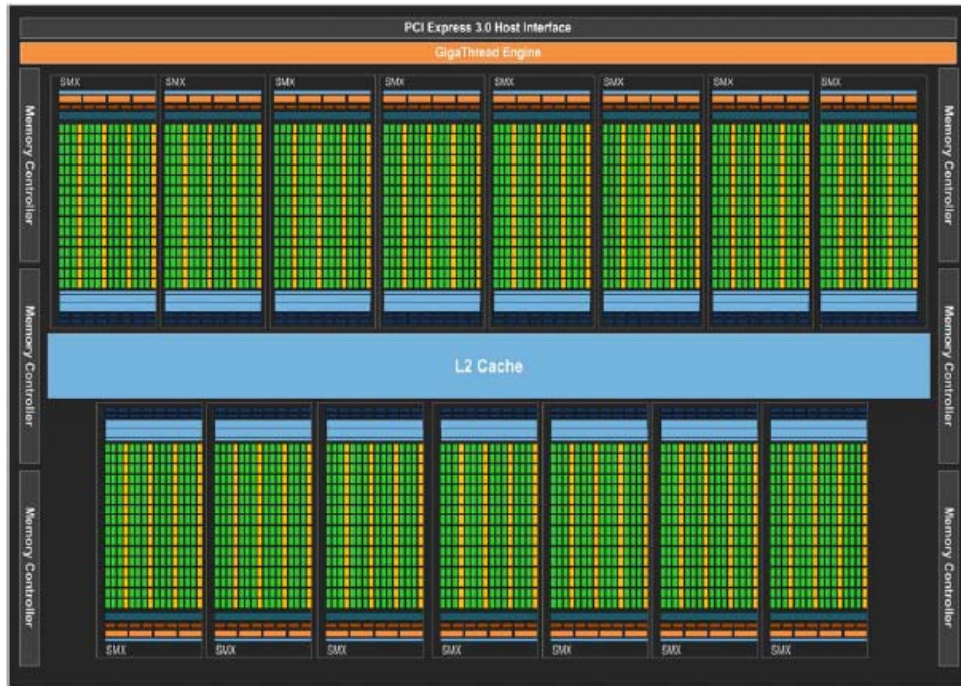 PCI Express 3.0 Host Interface
GigaThread Engine
Memory Controller
Memory Controller
Memory Controller
SMX
SMX
SMX
SMX
SMX
SMX
SMX
SMX
L2 Cache
SMX
SMX
SMX
SMX
SMX
SMX
SMX
Memory Controller
Memory Controller
Memory Controller